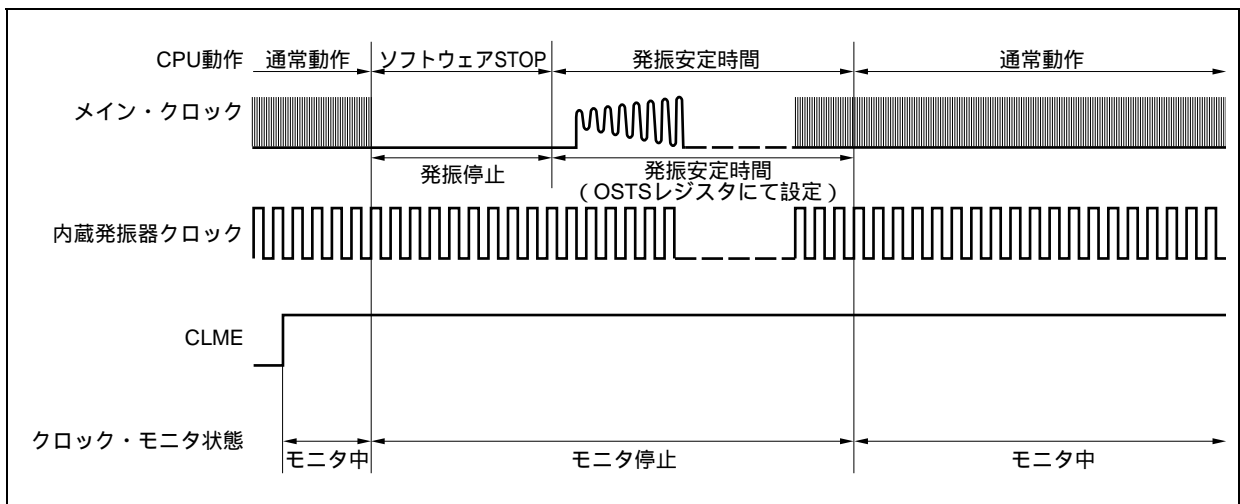 CPU動作 通常動作 ソフトウェアSTOP 発振安定時間 通常動作
メイン・クロック
発振停止 発振安定時間
（OSTSレジスタにて設定）
内蔵発振器クロック
CLME
クロック・モニタ状態
モニタ中 モニタ停止 モニタ中